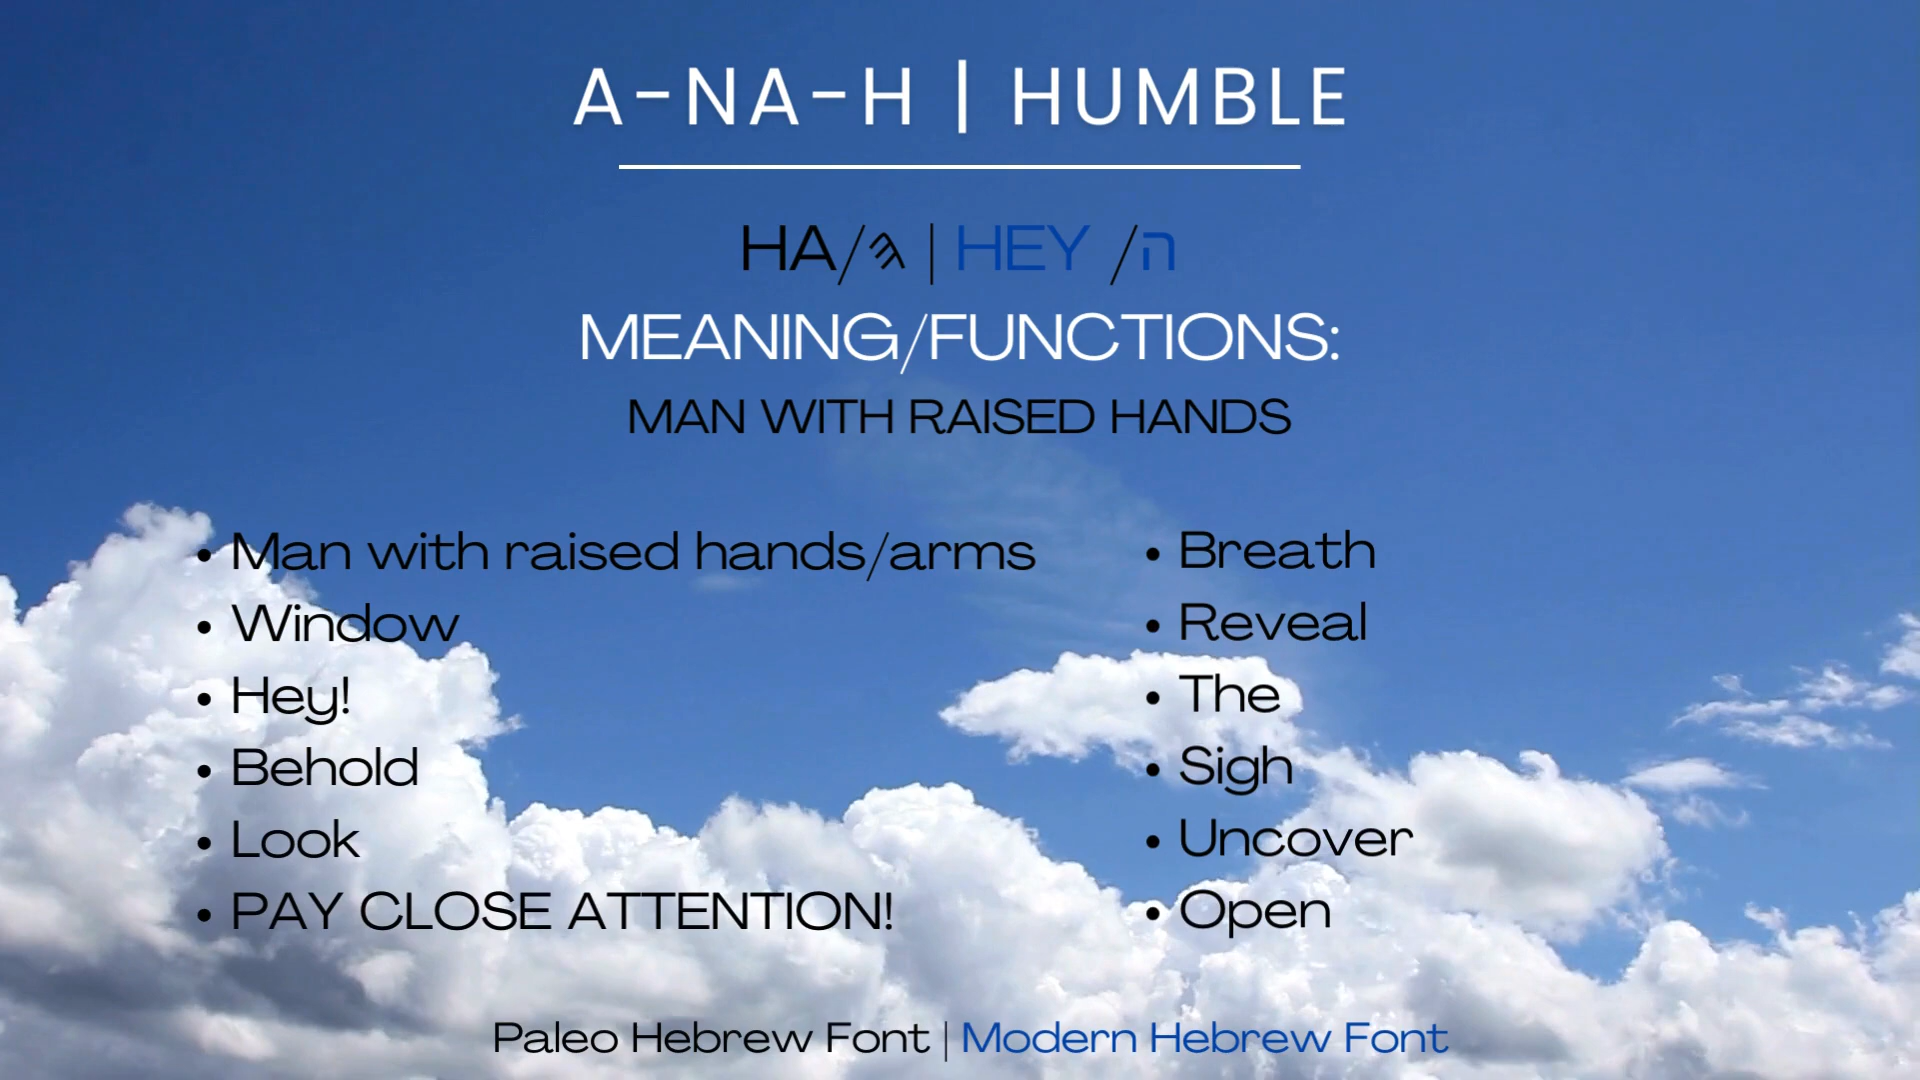 A-NA-H | HUMBLE
HA/𐤄 | HEY /ה
MEANING/FUNCTIONS:
MAN WITH RAISED HANDS
• Man with raised hands/arms
• Window
• Hey!
• Behold
• Look
• PAY CLOSE ATTENTION!
• Breath
• Reveal
• The
• Sigh
• Uncover
• Open
Paleo Hebrew Font | Modern Hebrew Font